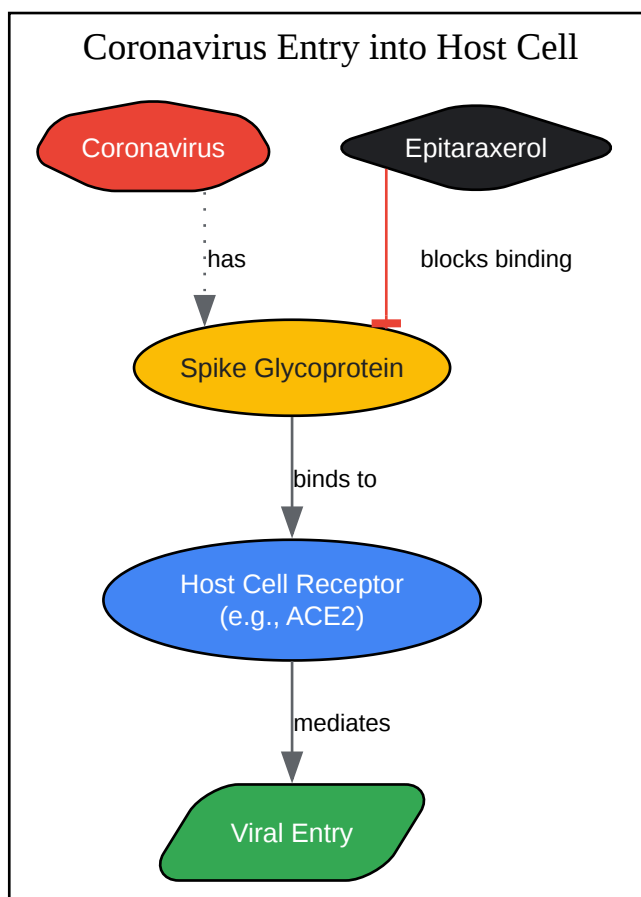 Coronavirus Entry into Host Cell
Coronavirus
Epitaraxerol
has
blocks binding
Spike Glycoprotein
binds to
Host Cell Receptor
(e.g., ACE2)
mediates
Viral Entry